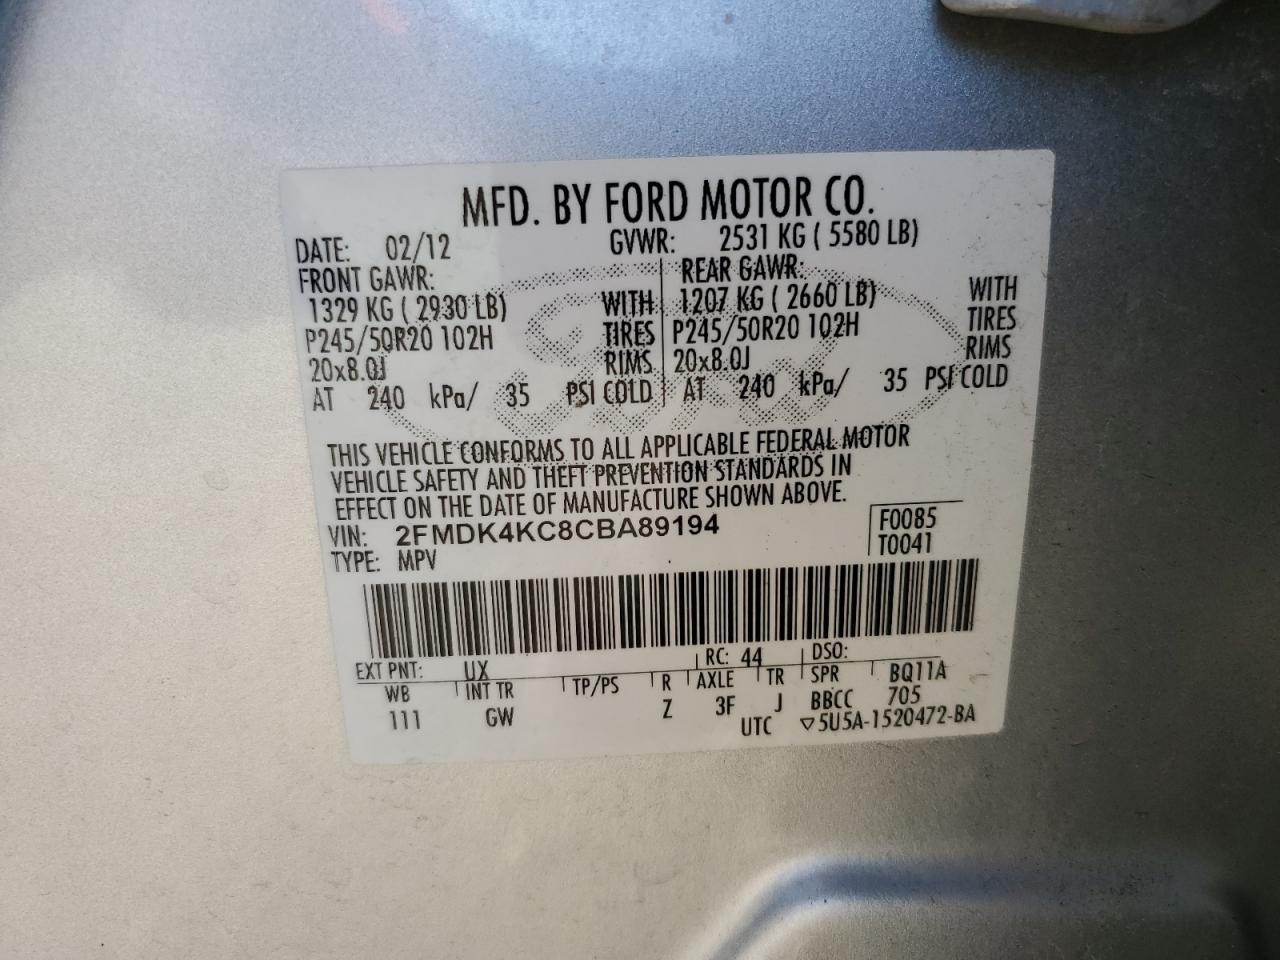 MFD. BY FORD MOTOR CO.
DATE: 02/12 GVWR: 2531 KG ( 5580 LB)
FRONT GAWR: REAR GAWR:
1329 KG ( 2930 LB) WITH 1207 KG ( 2660 LB) WITH
P245/50R20 102H TIRES P245/50R20 102H TIRES
20x8.0J RIMS 20x8.0J RIMS
AT 240 kPa/ 35 PSI COLD AT 240 kPa/ 35 PSI COLD
THIS VEHICLE CONFORMS TO ALL APPLICABLE FEDERAL MOTOR
VEHICLE SAFETY AND THEFT PREVENTION STANDARDS IN
EFFECT ON THE DATE OF MANUFACTURE SHOWN ABOVE.
VIN: 2FMDK4KC8CBA89194 F0085
TYPE: MPV T0041
EXT PNT: UX RC: 44 DSO:
WB INT TR TP/PS R AXLE TR SPR BQ11A
111 GW Z 3F J BBCC 705
UTC ▽5U5A-1520472-BA